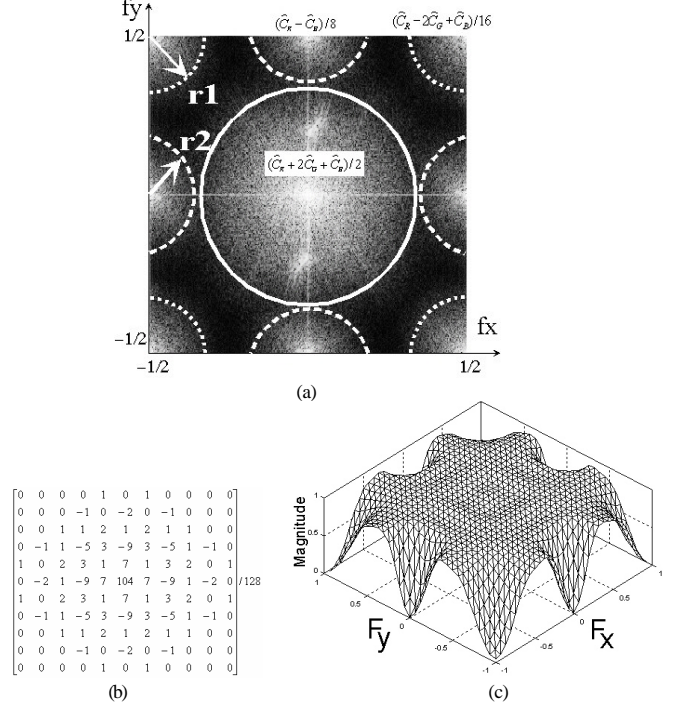 fy
(Ĉ_R − Ĉ_B)/8
(Ĉ_R − 2Ĉ_G + Ĉ_B)/16
1/2
r1
r2
(Ĉ_R + 2Ĉ_G + Ĉ_B)/2
fx
−1/2
−1/2
1/2
(a)
0 0 0 0 1 0 1 0 0 0 0
0 0 0 -1 0 -2 0 -1 0 0 0
0 0 1 1 2 1 2 1 1 0 0
0 -1 1 -5 3 -9 3 -5 1 -1 0
1 0 2 3 1 7 1 3 2 0 1
0 -2 1 -9 7 104 7 -9 1 -2 0 /128
1 0 2 3 1 7 1 3 2 0 1
0 -1 1 -5 3 -9 3 -5 1 -1 0
0 0 1 1 2 1 2 1 1 0 0
0 0 0 -1 0 -2 0 -1 0 0 0
0 0 0 0 1 0 1 0 0 0 0
(b)
Magnitude
1
0.5
0
1
0.5
0
-0.5
-1
Fy
-1
-0.5
0
0.5
1
Fx
(c)